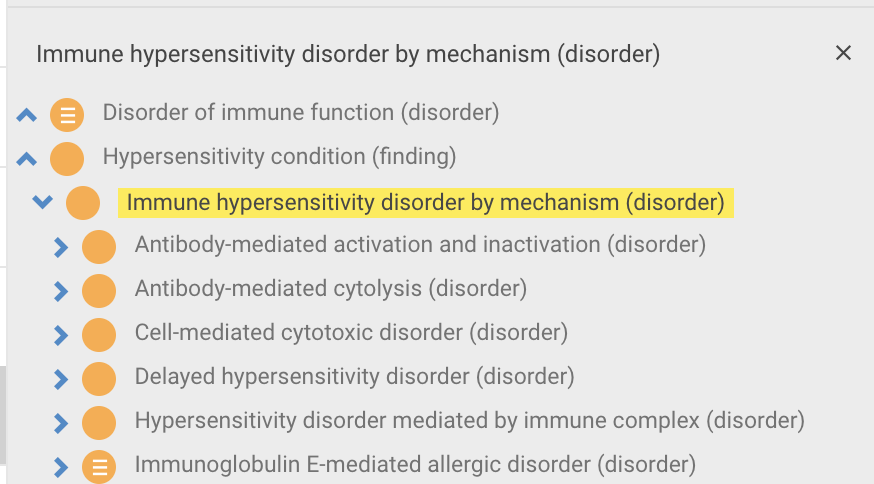 Immune hypersensitivity disorder by mechanism (disorder)
Disorder of immune function (disorder)
Hypersensitivity condition (finding)
Immune hypersensitivity disorder by mechanism (disorder)
Antibody-mediated activation and inactivation (disorder)
Antibody-mediated cytolysis (disorder)
Cell-mediated cytotoxic disorder (disorder)
Delayed hypersensitivity disorder (disorder)
Hypersensitivity disorder mediated by immune complex (disorder)
Immunoglobulin E-mediated allergic disorder (disorder)